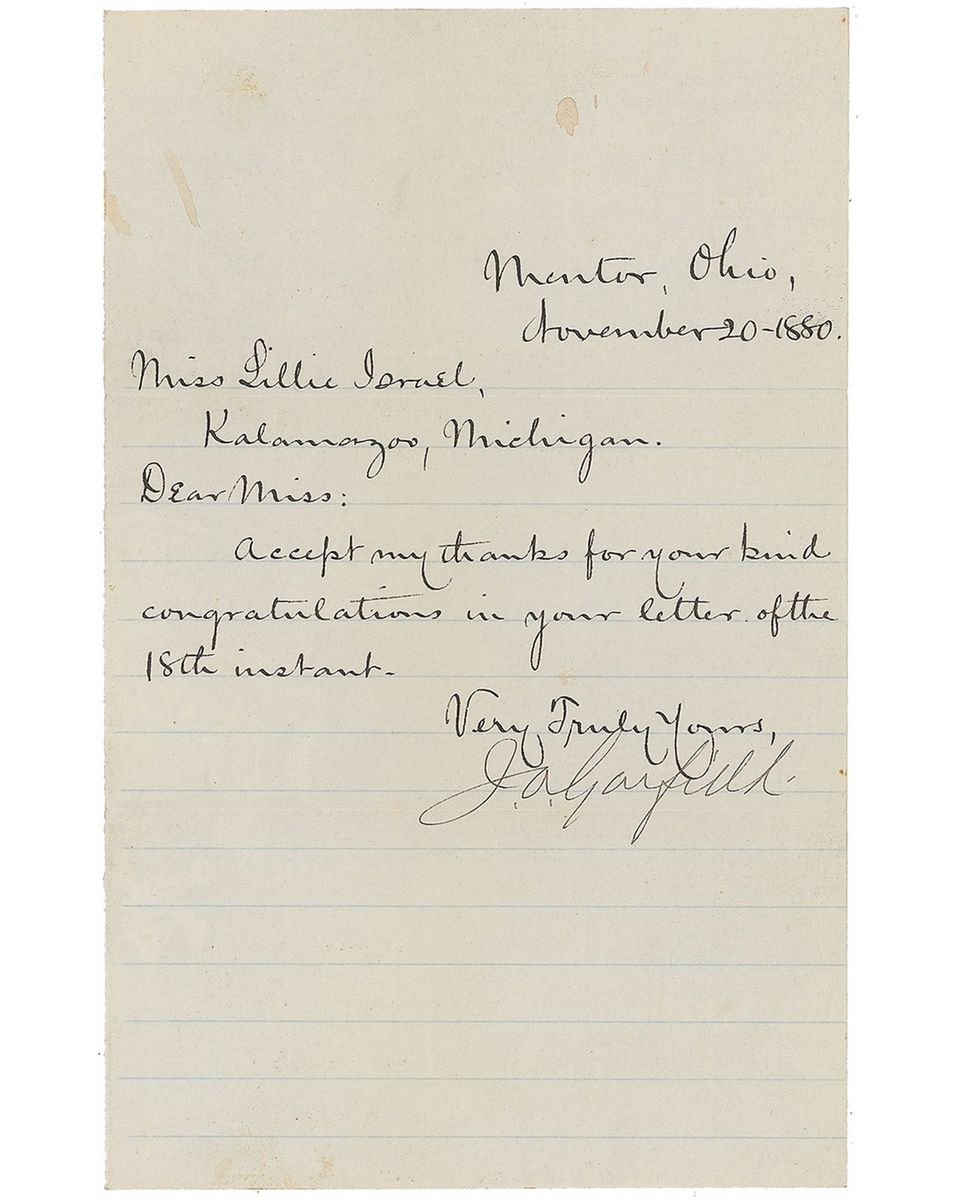 Mentor, Ohio,
November 20-1880.
Miss Lillie Israel,
Kalamazoo, Michigan.
Dear Miss:
Accept my thanks for your kind
congratulations in your letter of the
18th instant-
Very Truly Yours,
J.A. Garfield.